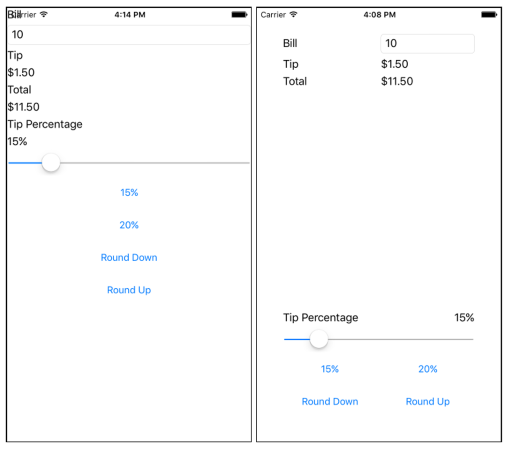 Bill
Carrier 4:14 PM
10
Tip
$1.50
Total
$11.50
Tip Percentage
15%
15%
20%
Round Down
Round Up
Carrier 4:08 PM
Bill 10
Tip $1.50
Total $11.50
Tip Percentage 15%
15% 20%
Round Down Round Up